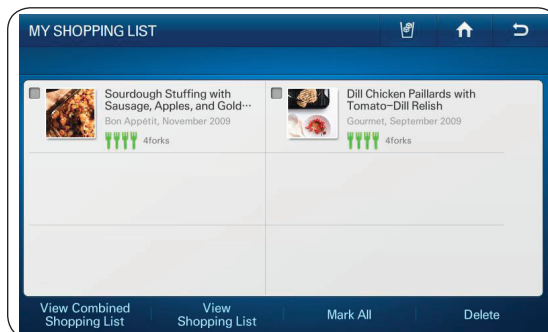 MY SHOPPING LIST
Sourdough Stuffing with
Sausage, Apples, and Gold···
Bon Appétit, November 2009
4forks
Dill Chicken Paillards with
Tomato-Dill Relish
Gourmet, September 2009
4forks
View Combined
Shopping List
View
Shopping List
Mark All
Delete